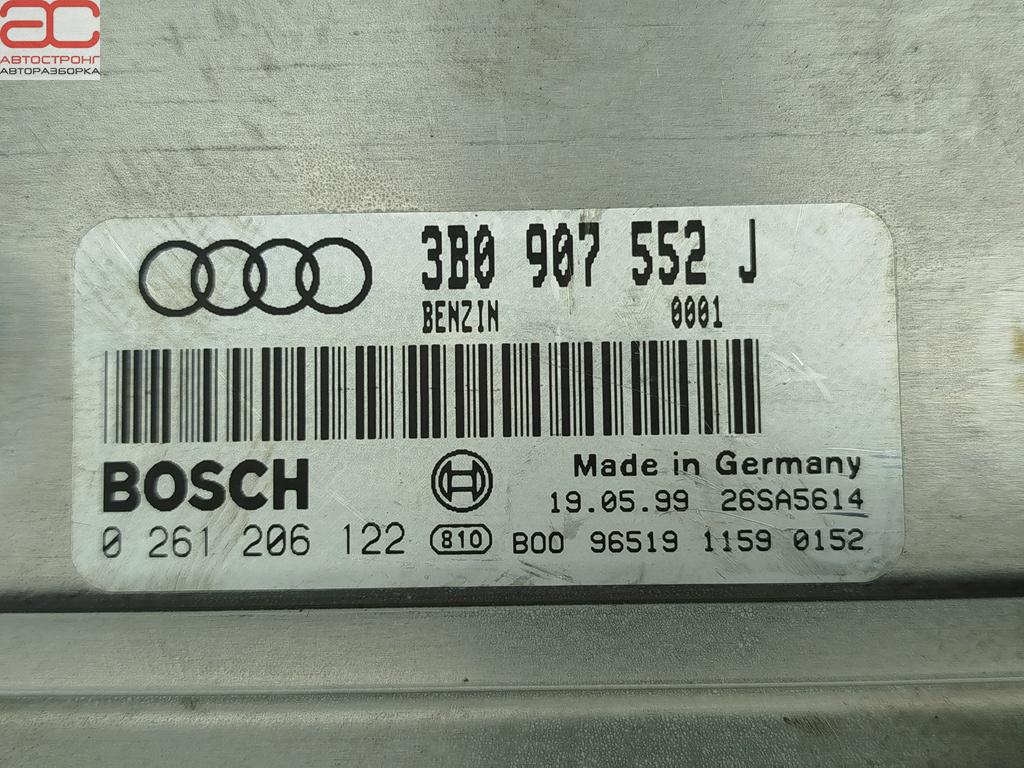 ac
АВТОСТРОНГ
АВТОРАЗБОРКА
3B0 907 552 J
BENZIN 0001
BOSCH
Made in Germany
19.05.99 26SA5614
0 261 206 122 810 B00 96519 1159 0152